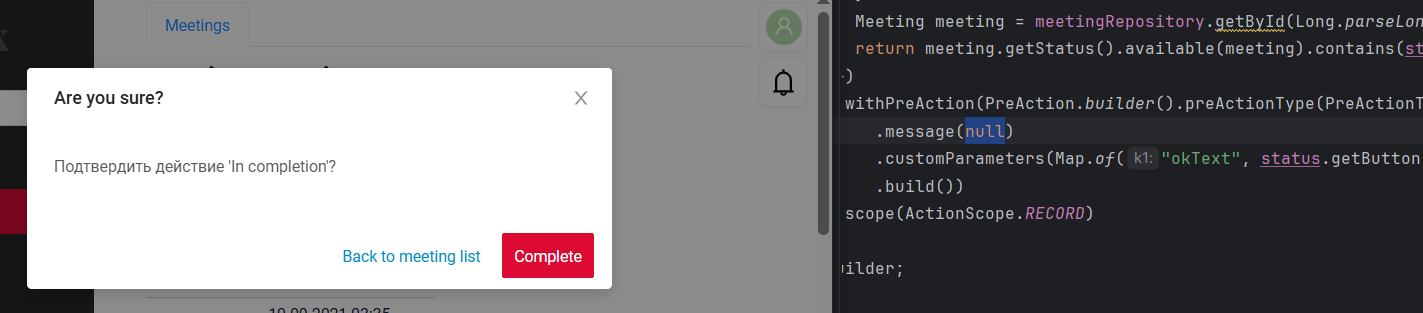 Meetings
Are you sure?
Подтвердить действие 'In completion'?
Back to meeting list
Complete
Meeting meeting = meetingRepository.getById(Long.parseLon
return meeting.getStatus().available(meeting).contains(st
)
withPreAction(PreAction.builder().preActionType(PreActionT
.message(null)
.customParameters(Map.of( k1: "okText", status.getButton
.build())
scope(ActionScope.RECORD)
uilder;